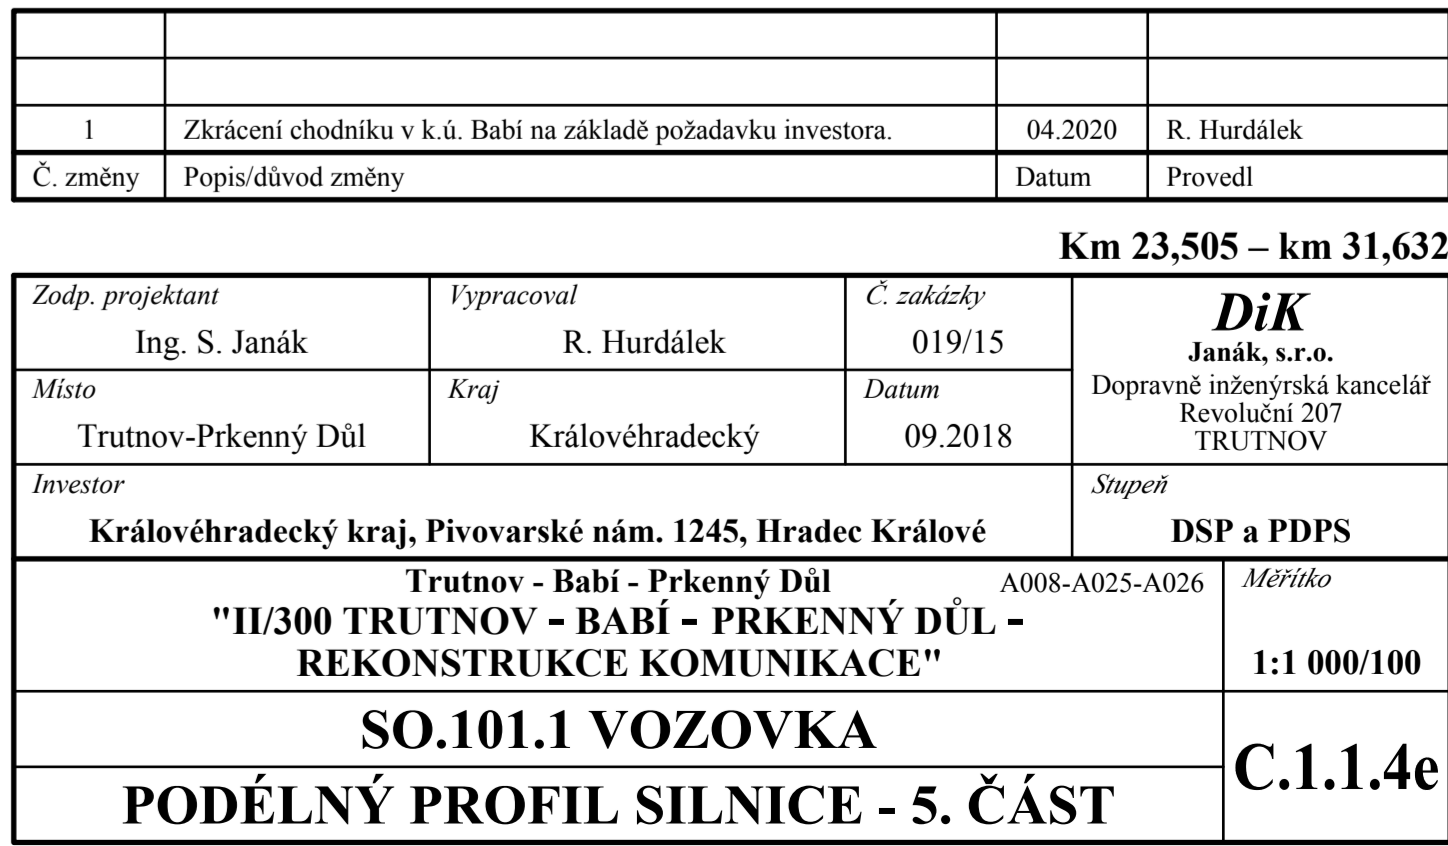 1 Zkrácení chodníku v k.ú. Babí na základě požadavku investora. 04.2020 R. Hurdálek
Č. změny Popis/důvod změny Datum Provedl
Km 23,505 – km 31,632
Zodp. projektant Vypracoval Č. zakázky
Ing. S. Janák R. Hurdálek 019/15
Místo Kraj Datum
Trutnov-Prkenný Důl Královéhradecký 09.2018
DiK
Janák, s.r.o.
Dopravně inženýrská kancelář
Revoluční 207
TRUTNOV
Investor
Královéhradecký kraj, Pivovarské nám. 1245, Hradec Králové
Stupeň
DSP a PDPS
Trutnov - Babí - Prkenný Důl A008-A025-A026
"II/300 TRUTNOV - BABÍ - PRKENNÝ DŮL -
REKONSTRUKCE KOMUNIKACE"
Měřítko
1:1 000/100
SO.101.1 VOZOVKA
PODÉLNÝ PROFIL SILNICE - 5. ČÁST
C.1.1.4e